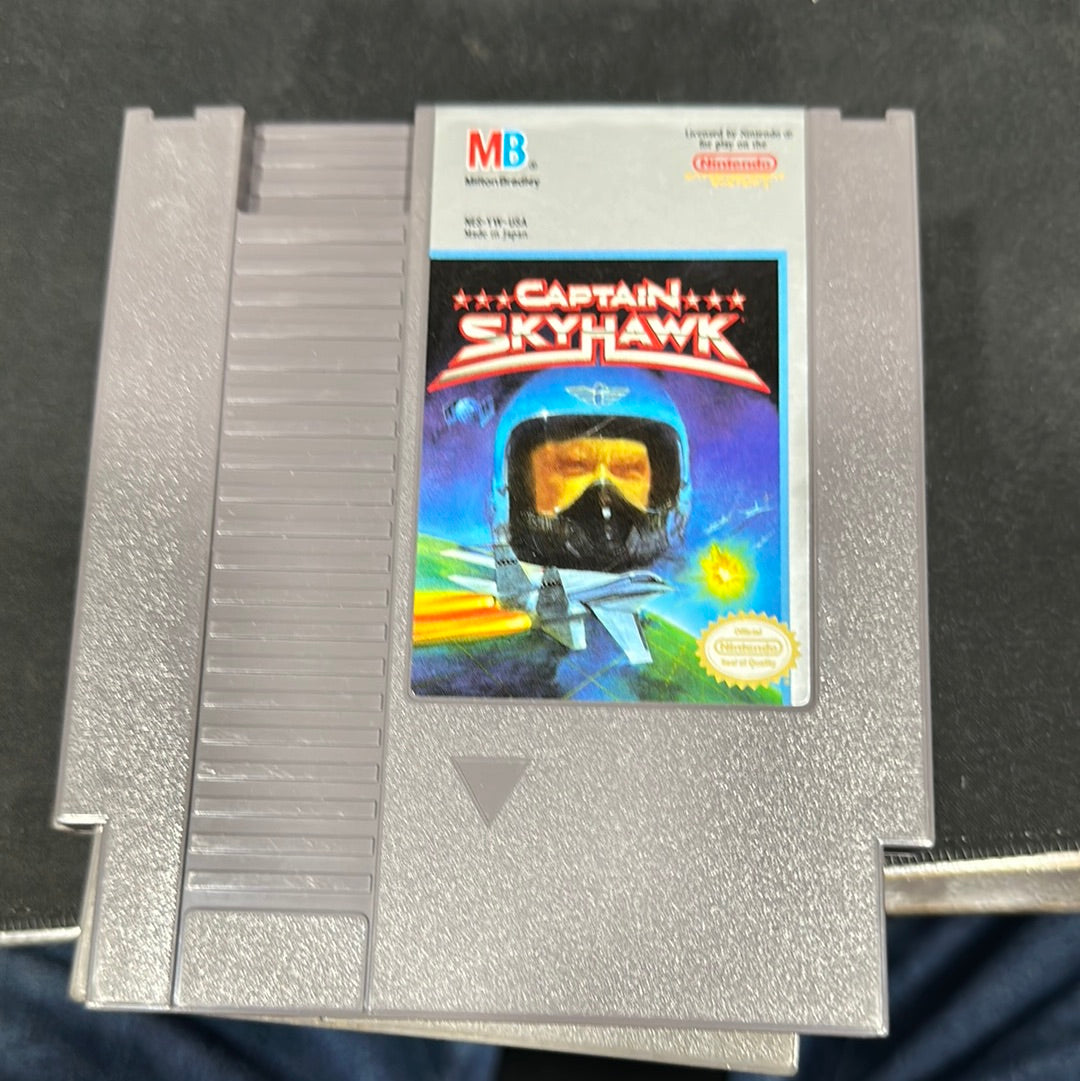 MB®
Milton Bradley
NES-YW-USA
Made in Japan
Licensed by Nintendo®
for play on the
Nintendo
CAPTAIN
SKYHAWK
Official
Nintendo
Seal of Quality